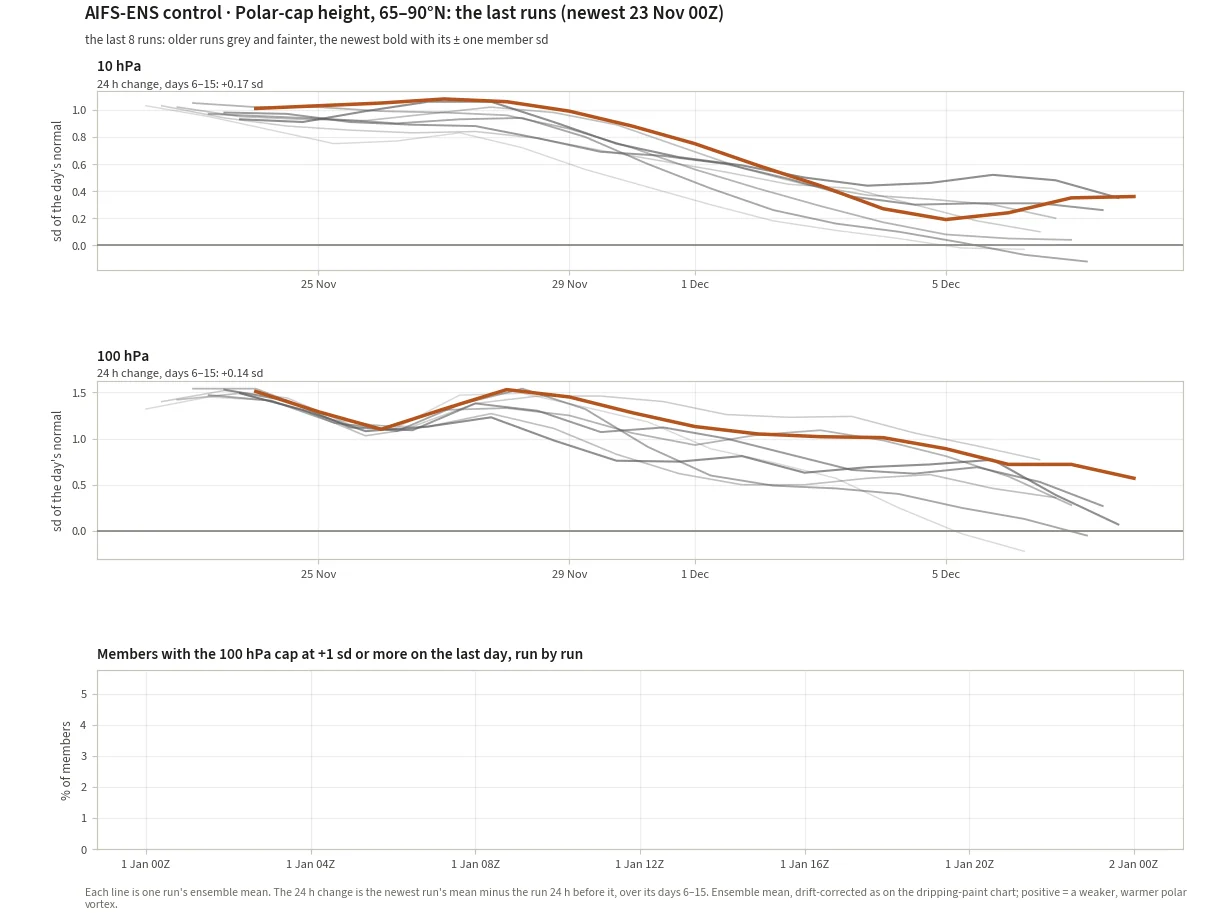 AIFS-ENS control · Polar-cap height, 65–90°N: the last runs (newest 23 Nov 00Z)
the last 8 runs: older runs grey and fainter, the newest bold with its ± one member sd
10 hPa
24 h change, days 6–15: +0.17 sd
sd of the day's normal
1.0
0.8
0.6
0.4
0.2
0.0
25 Nov
29 Nov
1 Dec
5 Dec
100 hPa
24 h change, days 6–15: +0.14 sd
sd of the day's normal
1.5
1.0
0.5
0.0
25 Nov
29 Nov
1 Dec
5 Dec
Members with the 100 hPa cap at +1 sd or more on the last day, run by run
% of members
5
4
3
2
1
0
1 Jan 00Z
1 Jan 04Z
1 Jan 08Z
1 Jan 12Z
1 Jan 16Z
1 Jan 20Z
2 Jan 00Z
Each line is one run's ensemble mean. The 24 h change is the newest run's mean minus the run 24 h before it, over its days 6–15. Ensemble mean, drift-corrected as on the dripping-paint chart; positive = a weaker, warmer polar
vortex.